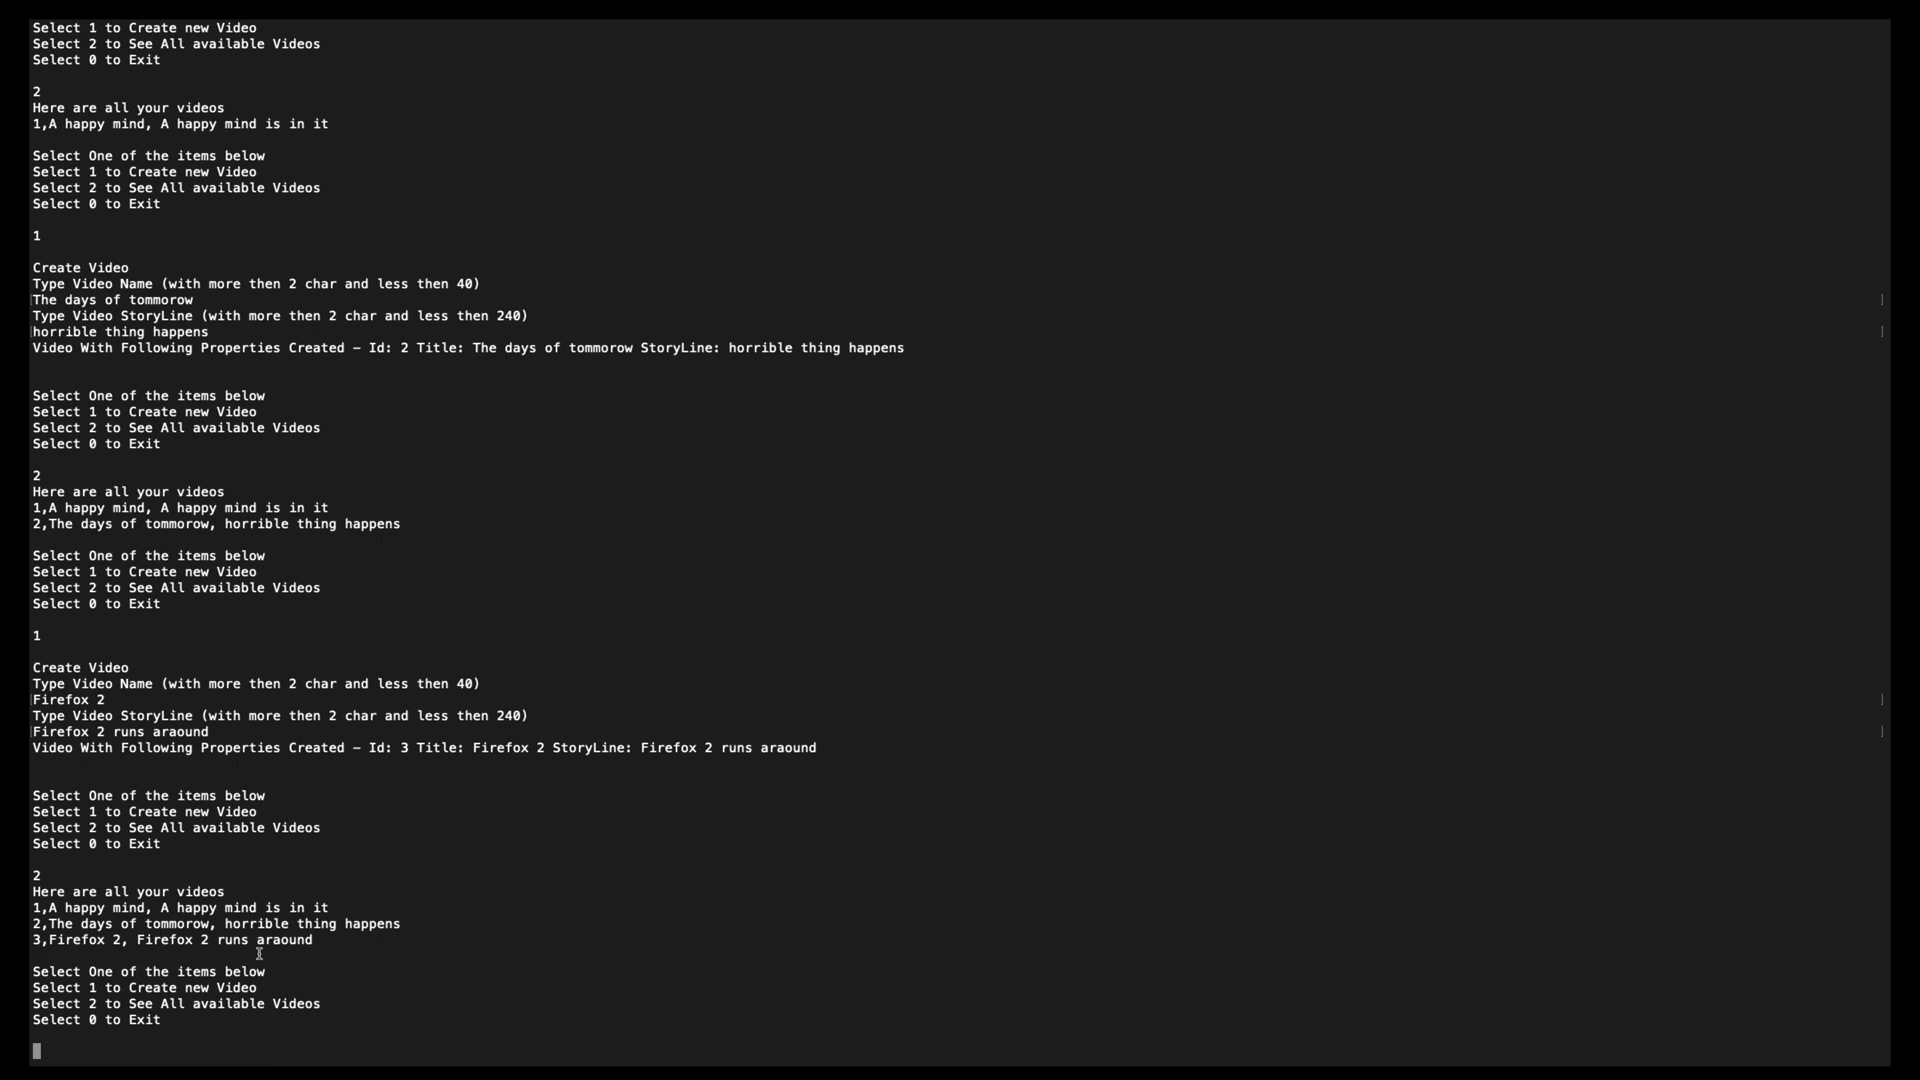 Select 1 to Create new Video
Select 2 to See All available Videos
Select 0 to Exit
2
Here are all your videos
1,A happy mind, A happy mind is in it
Select One of the items below
Select 1 to Create new Video
Select 2 to See All available Videos
Select 0 to Exit
1
Create Video
Type Video Name (with more then 2 char and less then 40)
The days of tommorow
Type Video StoryLine (with more then 2 char and less then 240)
horrible thing happens
Video With Following Properties Created – Id: 2 Title: The days of tommorow StoryLine: horrible thing happens
Select One of the items below
Select 1 to Create new Video
Select 2 to See All available Videos
Select 0 to Exit
2
Here are all your videos
1,A happy mind, A happy mind is in it
2,The days of tommorow, horrible thing happens
Select One of the items below
Select 1 to Create new Video
Select 2 to See All available Videos
Select 0 to Exit
1
Create Video
Type Video Name (with more then 2 char and less then 40)
Firefox 2
Type Video StoryLine (with more then 2 char and less then 240)
Firefox 2 runs araound
Video With Following Properties Created – Id: 3 Title: Firefox 2 StoryLine: Firefox 2 runs araound
Select One of the items below
Select 1 to Create new Video
Select 2 to See All available Videos
Select 0 to Exit
2
Here are all your videos
1,A happy mind, A happy mind is in it
2,The days of tommorow, horrible thing happens
3,Firefox 2, Firefox 2 runs araound
Select One of the items below
Select 1 to Create new Video
Select 2 to See All available Videos
Select 0 to Exit